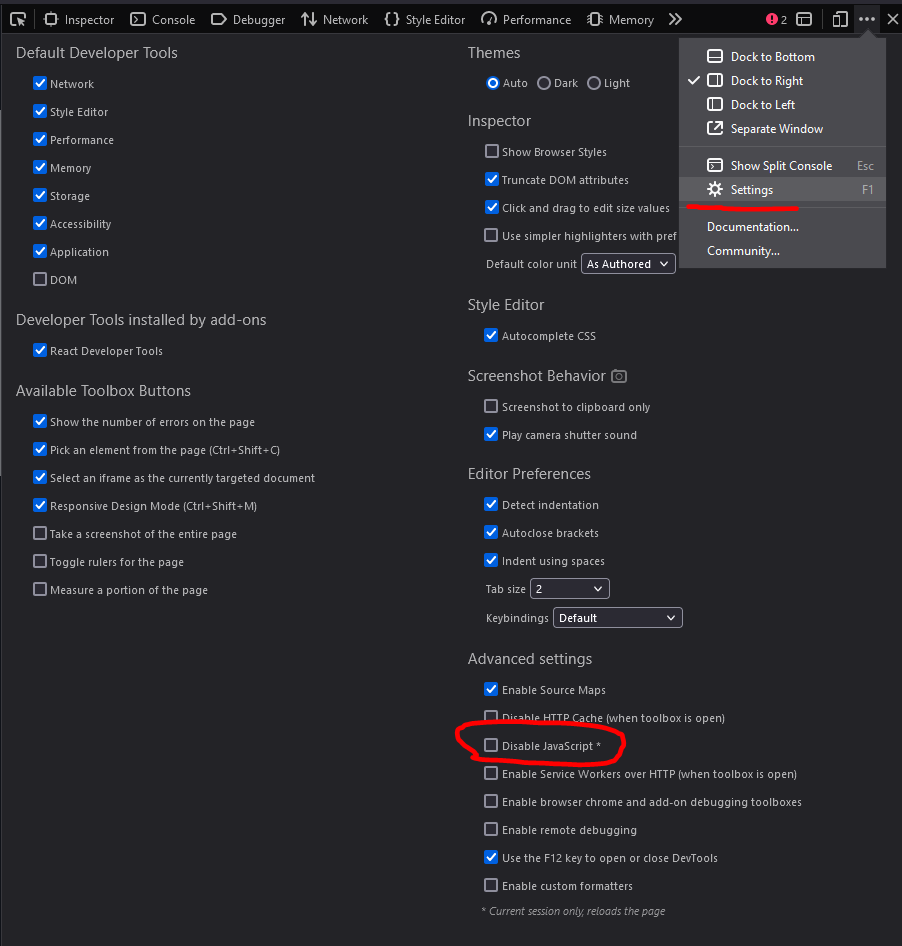 Inspector Console Debugger Network Style Editor Performance Memory 2
Default Developer Tools
Network
Style Editor
Performance
Memory
Storage
Accessibility
Application
DOM
Developer Tools installed by add-ons
React Developer Tools
Available Toolbox Buttons
Show the number of errors on the page
Pick an element from the page (Ctrl+Shift+C)
Select an iframe as the currently targeted document
Responsive Design Mode (Ctrl+Shift+M)
Take a screenshot of the entire page
Toggle rulers for the page
Measure a portion of the page
Themes
Auto Dark Light
Inspector
Show Browser Styles
Truncate DOM attributes
Click and drag to edit size values
Use simpler highlighters with pref
Default color unit As Authored
Style Editor
Autocomplete CSS
Screenshot Behavior
Screenshot to clipboard only
Play camera shutter sound
Editor Preferences
Detect indentation
Autoclose brackets
Indent using spaces
Tab size 2
Keybindings Default
Advanced settings
Enable Source Maps
Disable HTTP Cache (when toolbox is open)
Disable JavaScript *
Enable Service Workers over HTTP (when toolbox is open)
Enable browser chrome and add-on debugging toolboxes
Enable remote debugging
Use the F12 key to open or close DevTools
Enable custom formatters
* Current session only, reloads the page
Dock to Bottom
Dock to Right
Dock to Left
Separate Window
Show Split Console Esc
Settings F1
Documentation...
Community...